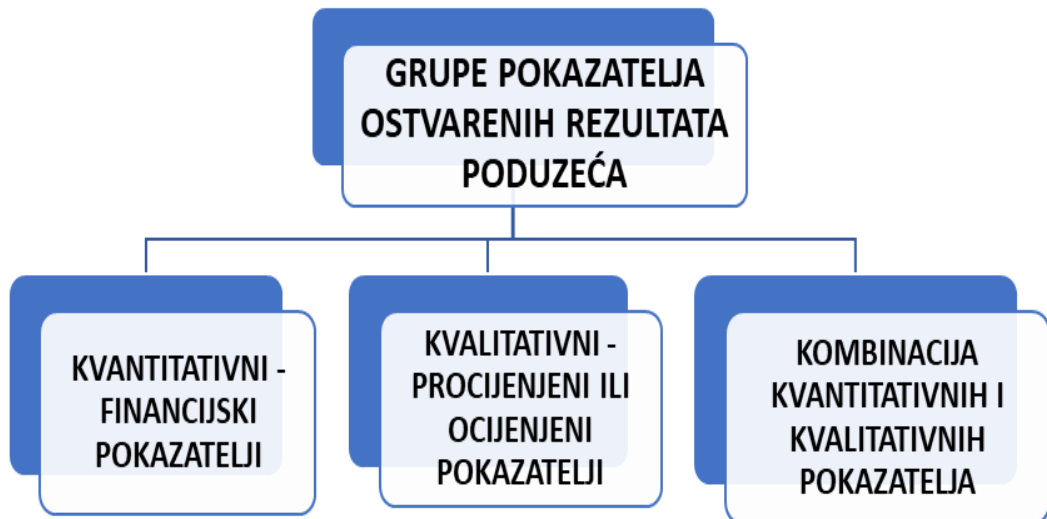 GRUPE POKAZATELJA
OSTVARENIH REZULTATA
PODUZEĆA
KVANTITATIVNI -
FINANCIJSKI
POKAZATELJI
KVALITATIVNI -
PROCIJENJENI ILI
OCIJENJENI
POKAZATELJI
KOMBINACIJA
KVANTITATIVNIH I
KVALITATIVNIH
POKAZATELJA